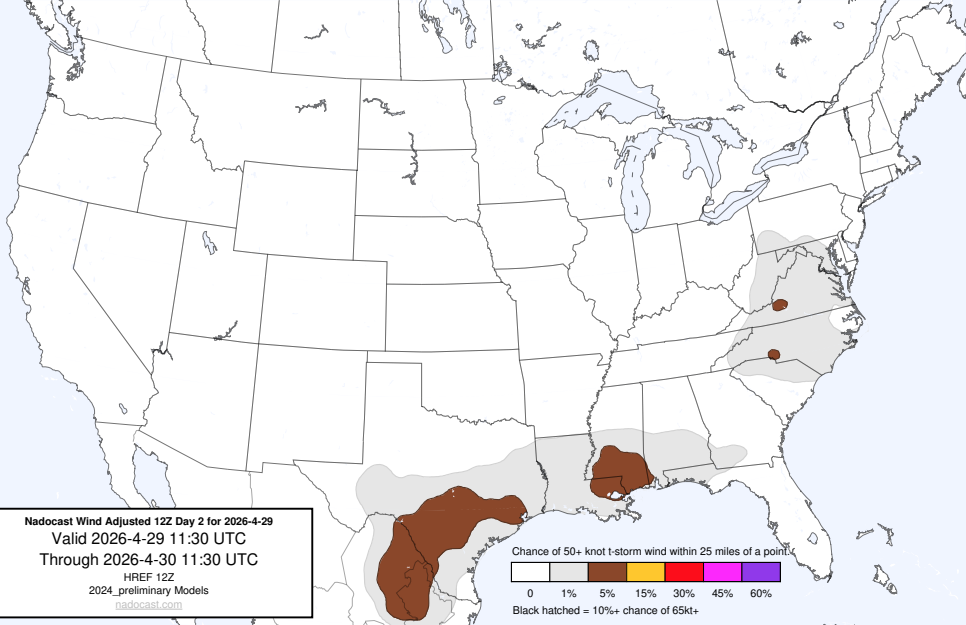 Nadocast Wind Adjusted 12Z Day 2 for 2026-4-29
Valid 2026-4-29 11:30 UTC
Through 2026-4-30 11:30 UTC
HREF 12Z
2024_preliminary Models
nadocast.com
Chance of 50+ knot t-storm wind within 25 miles of a point.
0 1% 5% 15% 30% 45% 60%
Black hatched = 10%+ chance of 65kt+